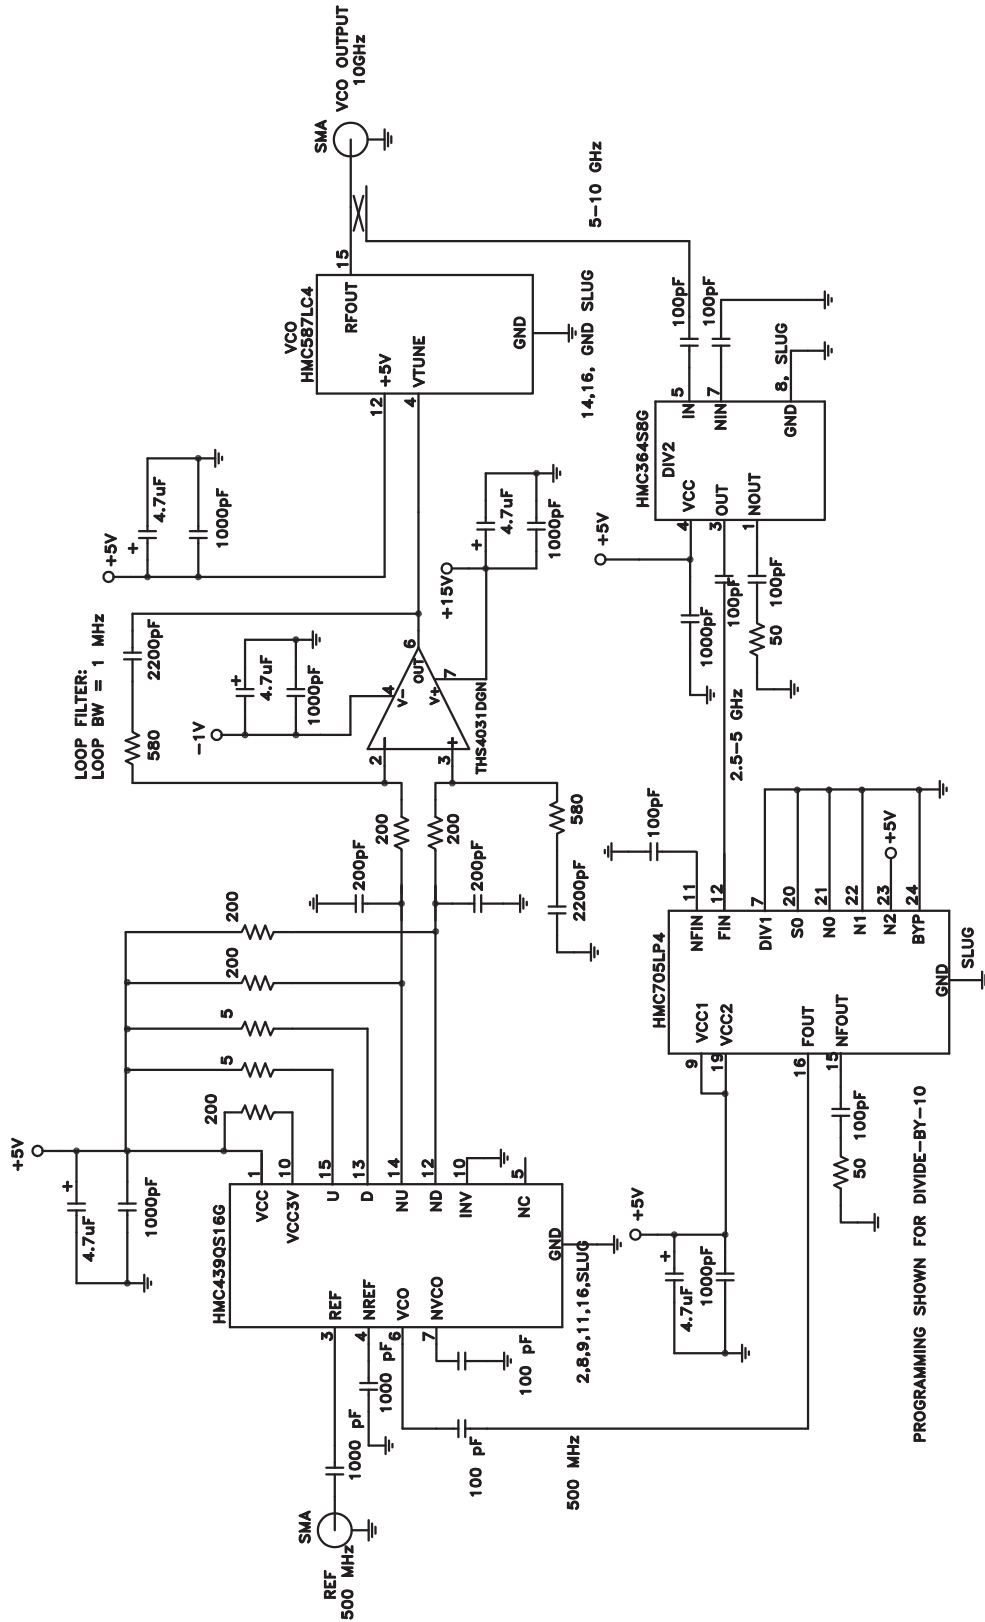 LOOP FILTER:
LOOP BW = 1 MHz
2200pF
580
-1V
+
4.7uF
1000pF
+5V
+
4.7uF
1000pF
+5V
+
4.7uF
1000pF
200
5
5
200
200
200pF
200
200
200pF
2200pF
580
REF
500 MHz
SMA
1000 pF
1000 pF
100 pF
100 pF
500 MHz
HMC439QS16G
3
REF
4
NREF
6
VCO
7
NVCO
VCC
1
VCC3V
10
U
15
D
13
NU
14
ND
12
INV
10
NC
5
GND
2,8,9,11,16,SLUG
2
3
+
V-
4
OUT
6
V+
7
THS4031DGN
+15V
+
4.7uF
1000pF
VCO
HMC587LC4
12
+5V
4
VTUNE
RFOUT
15
GND
14,16, GND SLUG
SMA
VCO OUTPUT
10GHz
5-10 GHz
100pF
100pF
HMC364S8G
DIV2
4
VCC
3
OUT
1
NOUT
IN
5
NIN
7
GND
8, SLUG
+5V
1000pF
100pF
100pF
50
2.5-5 GHz
100pF
HMC705LP4
9
VCC1
19
VCC2
16
FOUT
15
NFOUT
NFIN
11
FIN
12
DIV1
7
S0
20
N0
21
N1
22
N2
23
BYP
24
+5V
GND
SLUG
+5V
+
4.7uF
1000pF
100pF
50
PROGRAMMING SHOWN FOR DIVIDE-BY-10